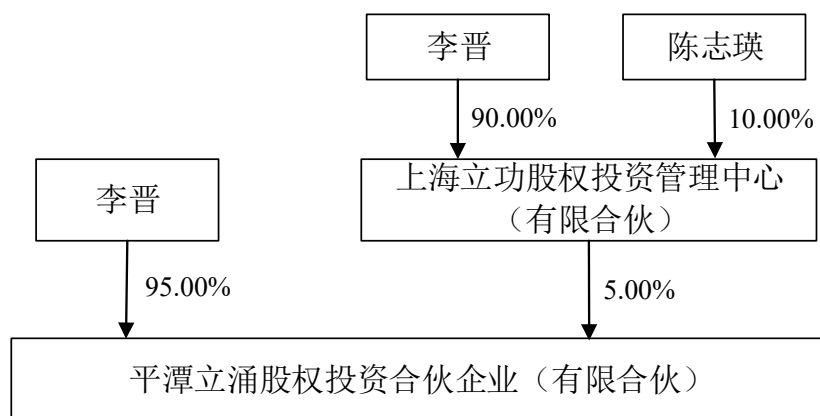 李晋
陈志瑛
90.00%
10.00%
李晋
上海立功股权投资管理中心
（有限合伙）
95.00%
5.00%
平潭立涌股权投资合伙企业（有限合伙）